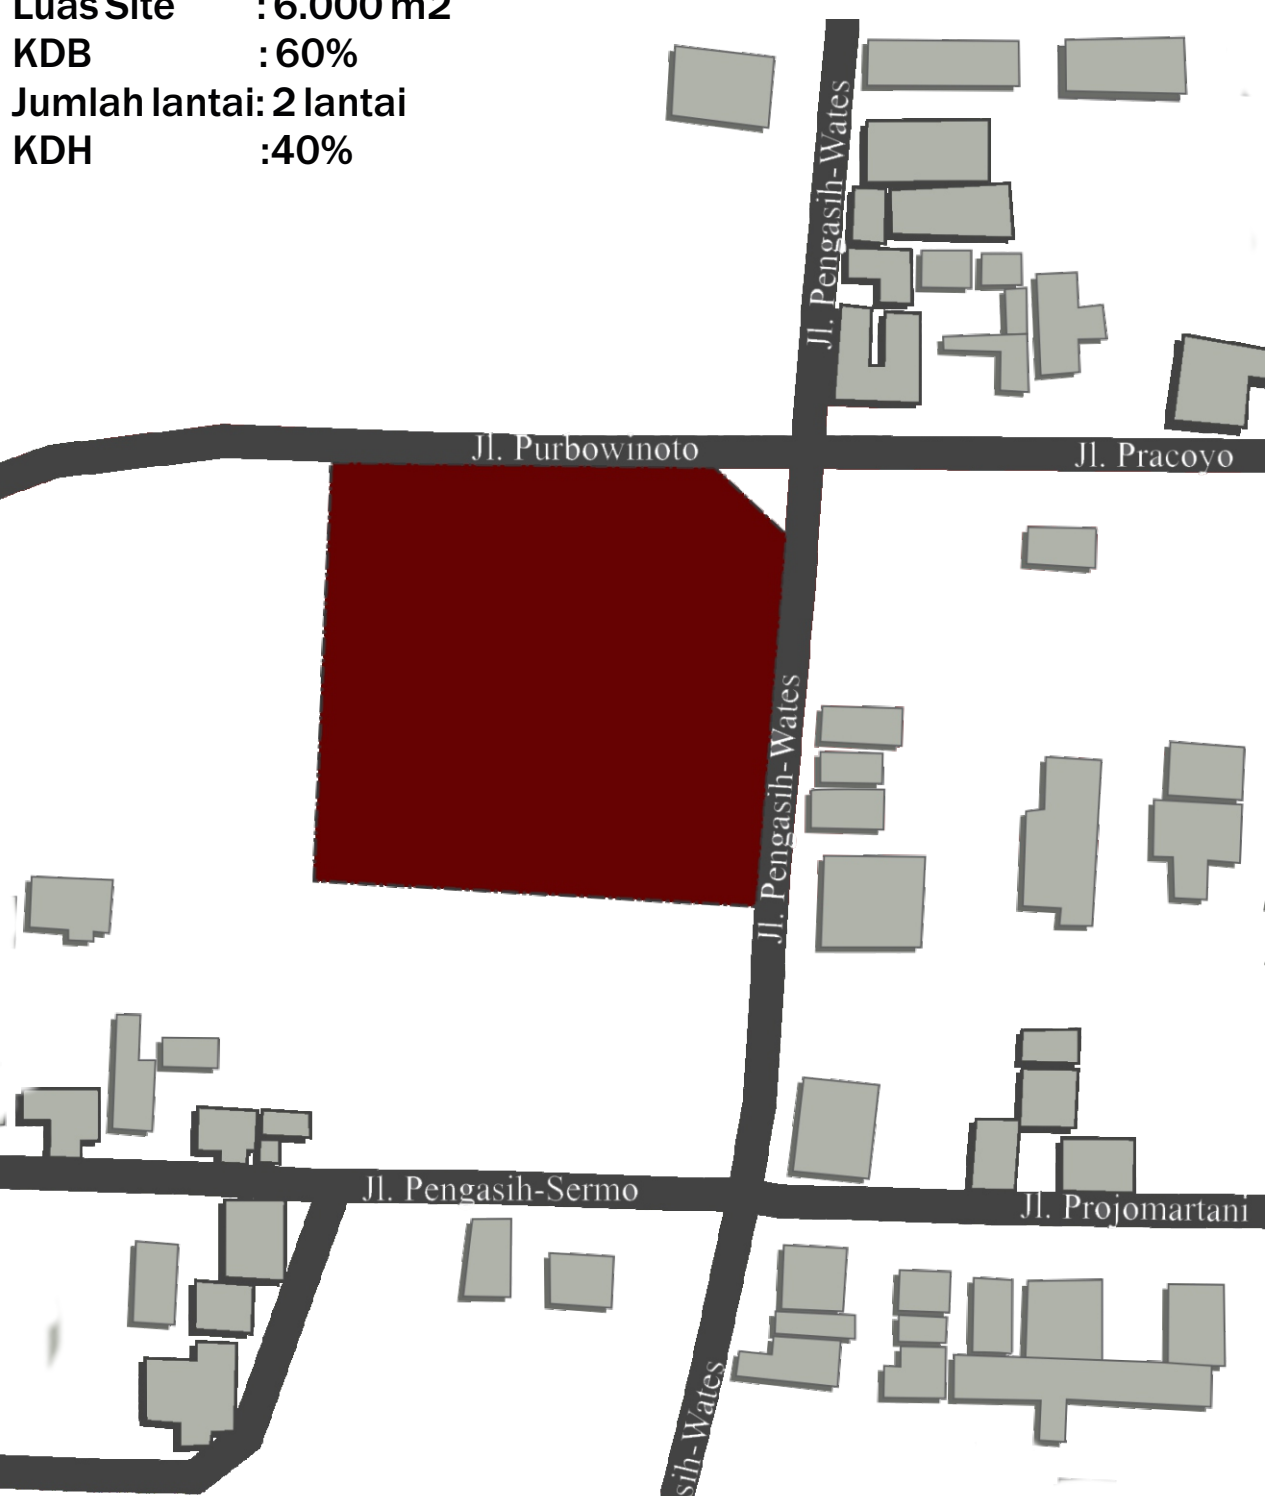 Luas Site : 6.000 m2
KDB : 60%
Jumlah lantai: 2 lantai
KDH :40%
Jl. Pengasih-Wates
Jl. Purbowinoto
Jl. Pracoyo
Jl. Pengasih-Wates
Jl. Pengasih-Sermo
Jl. Projomartani
sih-Wates